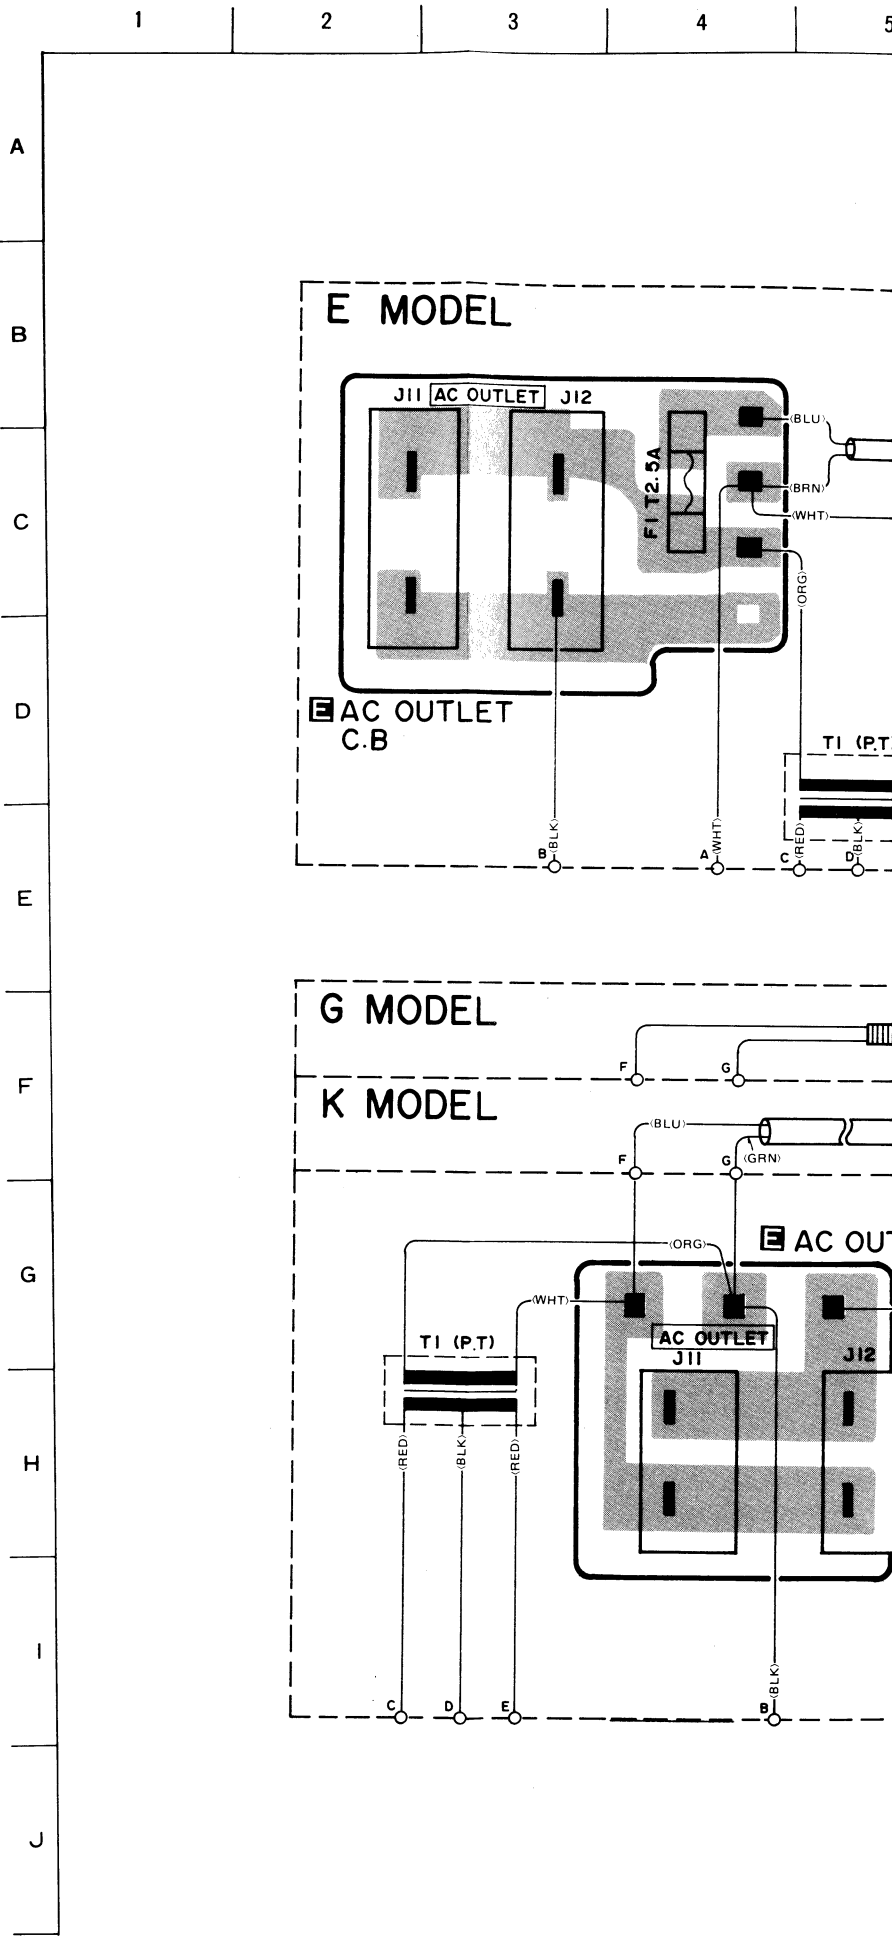 1 2 3 4 5
A
B
E MODEL
J11 AC OUTLET J12
(BLU)
F1 T2.5A
(BRN)
C
(WHT)
(ORG)
D
E AC OUTLET
C.B
T1 (P.T)
(BLK) (WHT) (RED) (BLK)
B A C D
E
G MODEL
F G
F
K MODEL
(BLU)
F G (GRN)
E AC OUT
(ORG)
G
(WHT)
AC OUTLET
T1 (P.T)
J11 J12
H
(RED) (BLK) (RED)
I
(BLK)
C D E B
J